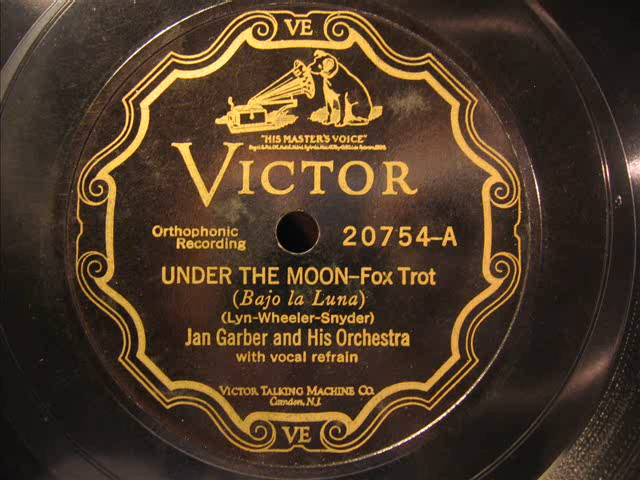 VE
"HIS MASTER'S VOICE"
VICTOR
Orthophonic
Recording
20754-A
UNDER THE MOON-Fox Trot
(Bajo la Luna)
(Lyn-Wheeler-Snyder)
Jan Garber and His Orchestra
with vocal refrain
VICTOR TALKING MACHINE CO.
Camden, N.J.
VE